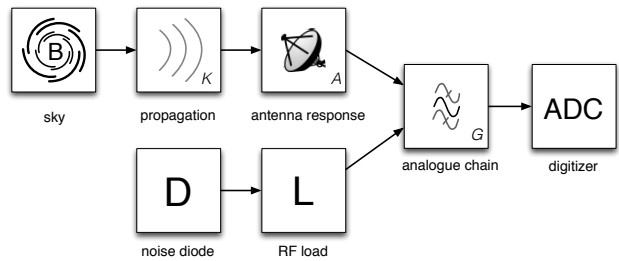 B
K
A
sky
propagation
antenna response
G
ADC
analogue chain
digitizer
D
L
noise diode
RF load